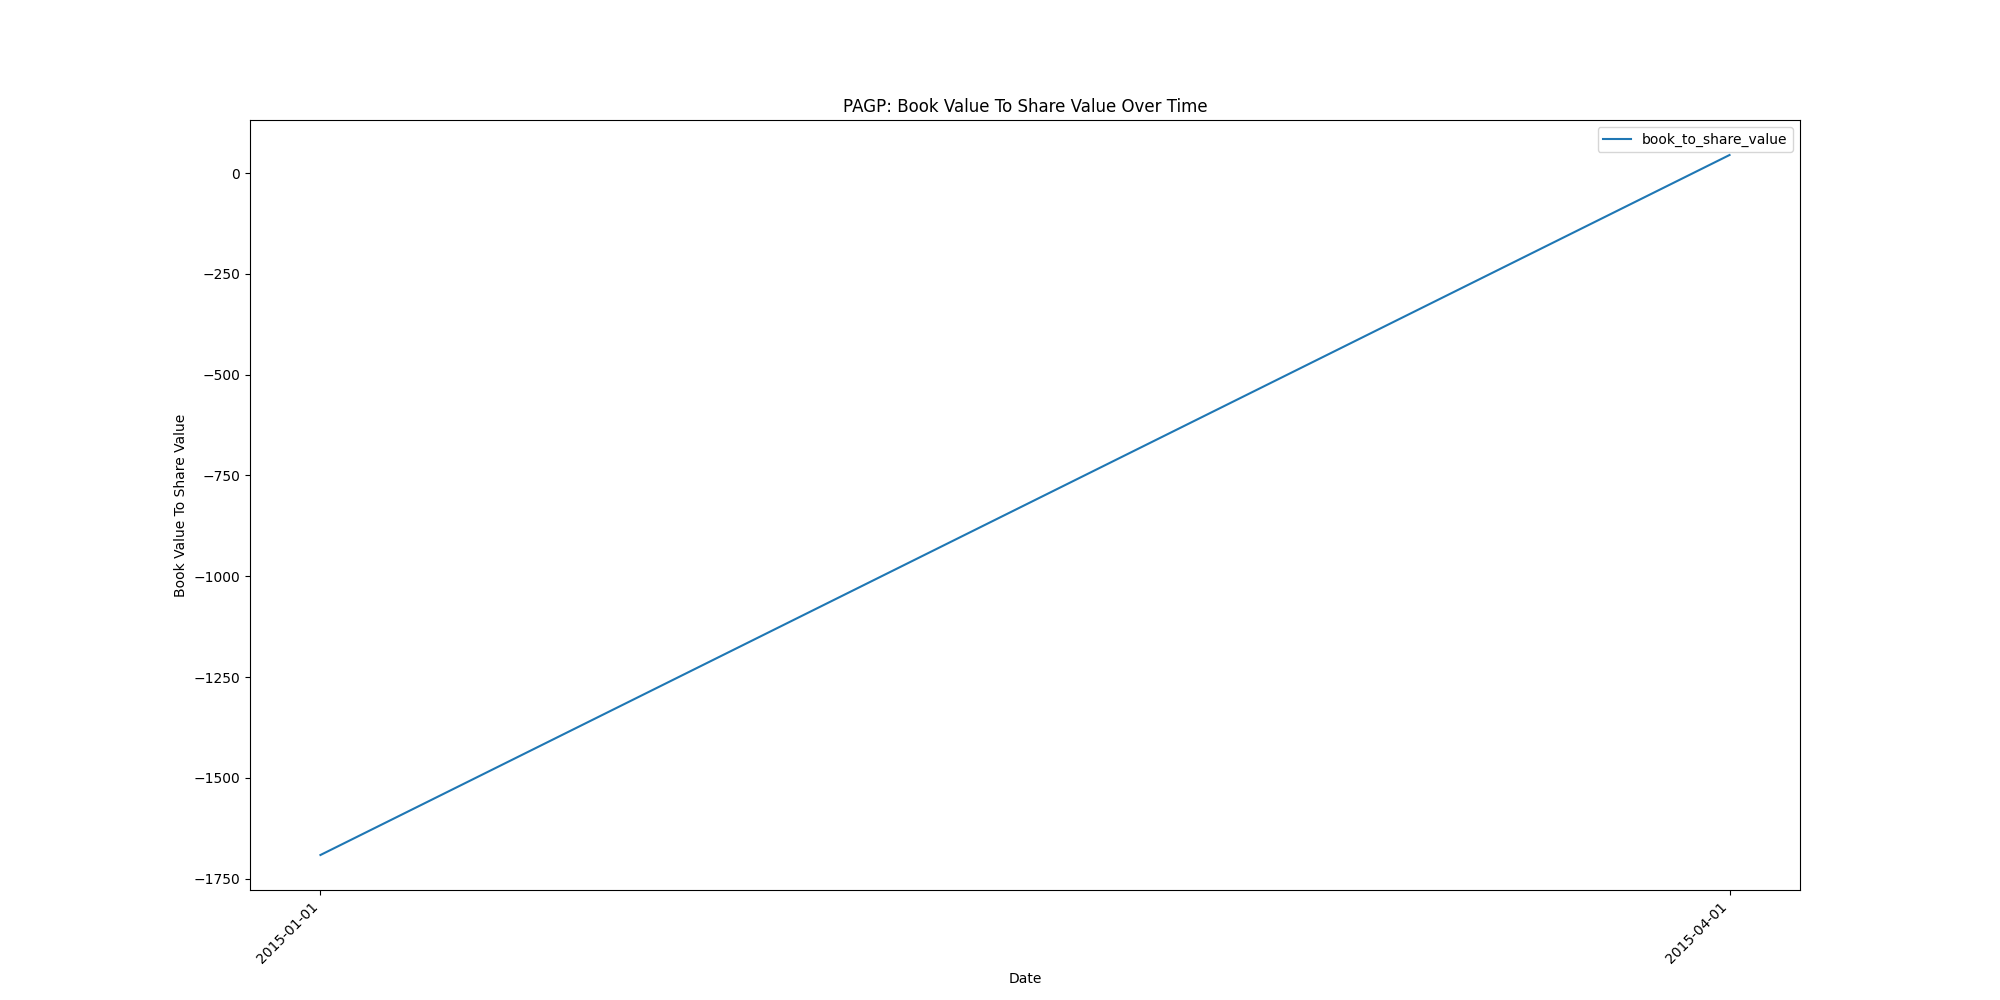 PAGP: Book Value To Share Value Over Time
book_to_share_value
0
−250
−500
−750
−1000
−1250
−1500
−1750
Book Value To Share Value
2015-01-01
2015-04-01
Date